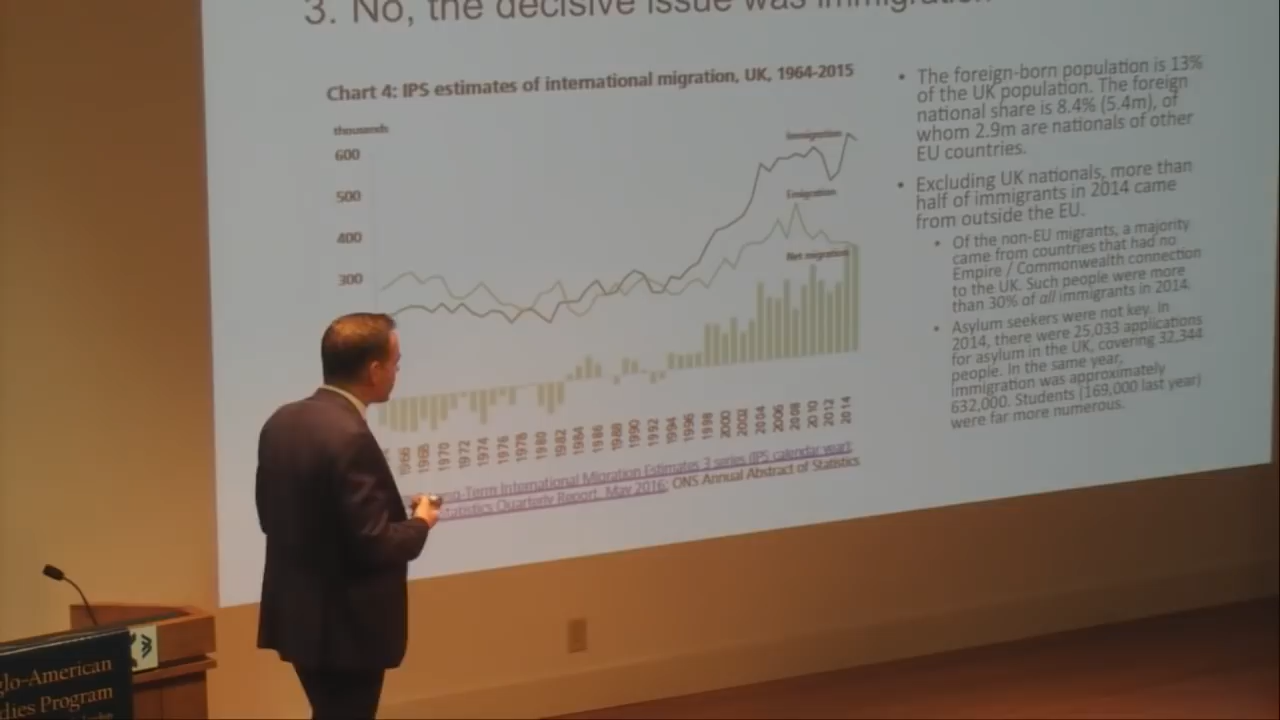 3. No, the decisive issue was immigration
Chart 4: IPS estimates of international migration, UK, 1964-2015
thousands
600
500
400
300
Immigration
Emigration
Net migration
1966 1968 1970 1972 1974 1976 1978 1980 1982 1984 1986 1988 1990 1992 1994 1996 1998 2000 2002 2004 2006 2008 2010 2012 2014
Term International Migration Estimates 2 series (IPS calendar year);
Statistics Quarterly Report, May 2016; ONS Annual Abstract of Statistics
• The foreign-born population is 13%
of the UK population. The foreign
national share is 8.4% (5.4m), of
whom 2.9m are nationals of other
EU countries.
• Excluding UK nationals, more than
half of immigrants in 2014 came
from outside the EU.
• Of the non-EU migrants, a majority
came from countries that had no
Empire / Commonwealth connection
to the UK. Such people were more
than 30% of all immigrants in 2014.
• Asylum seekers were not key. In
2014, there were 25,033 applications
for asylum in the UK, covering 32,344
people. In the same year,
immigration was approximately
632,000. Students (169,000 last year)
were far more numerous.
glo-American
dies Program